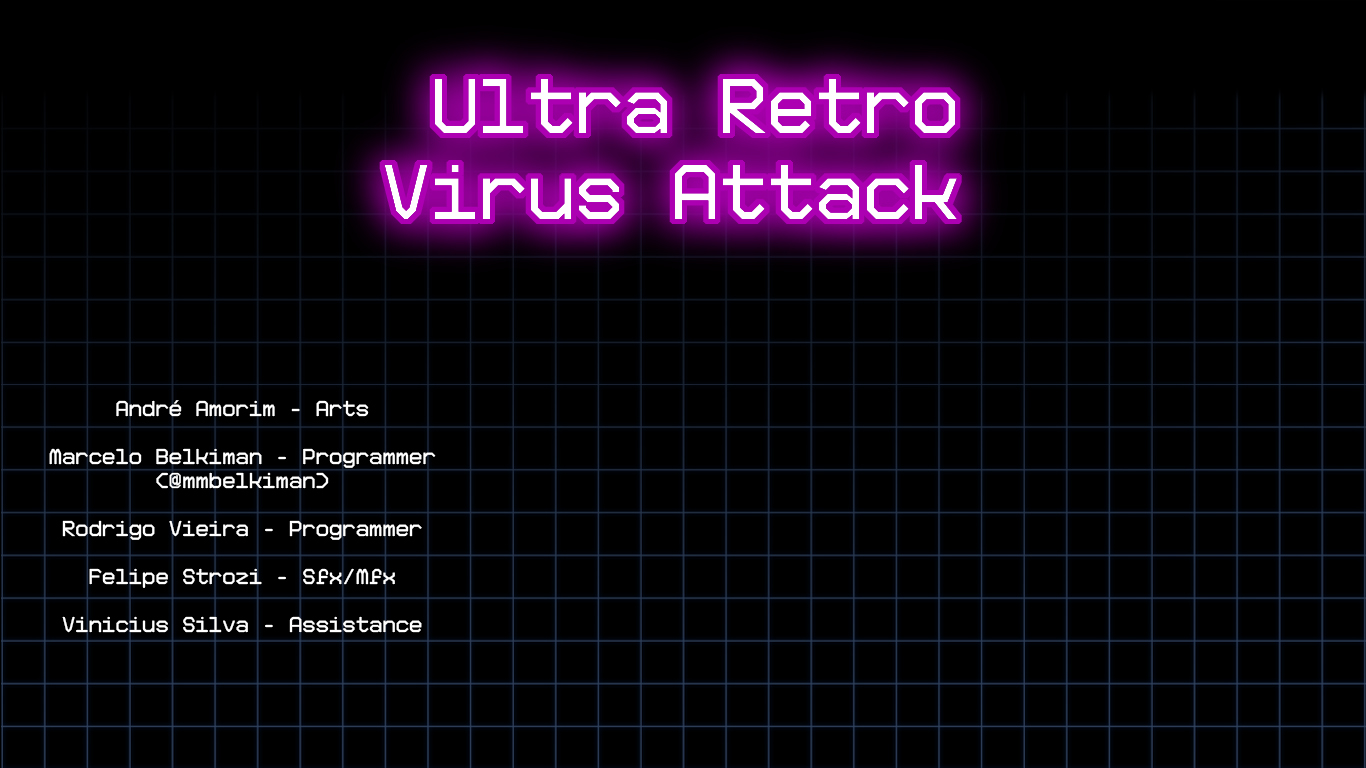 Ultra Retro
Virus Attack
André Amorim - Arts
Marcelo Belkiman - Programmer
(@mmbelkiman)
Rodrigo Vieira - Programmer
Felipe Strozi - Sfx/Mfx
Vinicius Silva - Assistance